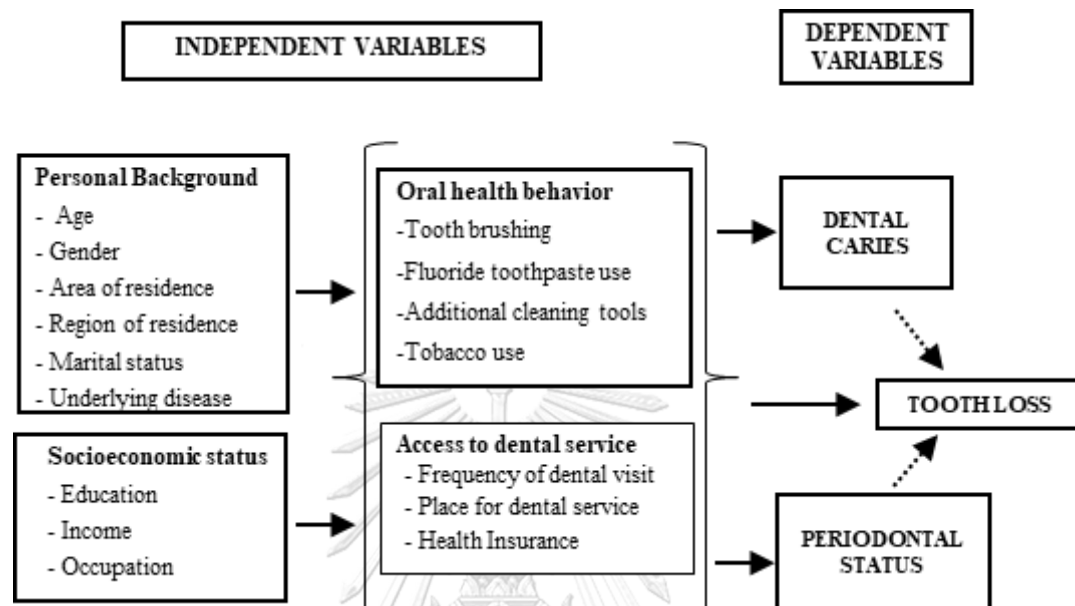 INDEPENDENT VARIABLES
DEPENDENT
VARIABLES
Personal Background
- Age
- Gender
- Area of residence
- Region of residence
- Marital status
- Underlying disease
Socioeconomic status
- Education
- Income
- Occupation
Oral health behavior
-Tooth brushing
-Fluoride toothpaste use
-Additional cleaning tools
-Tobacco use
Access to dental service
- Frequency of dental visit
- Place for dental service
- Health Insurance
DENTAL
CARIES
TOOTH LOSS
PERIODONTAL
STATUS